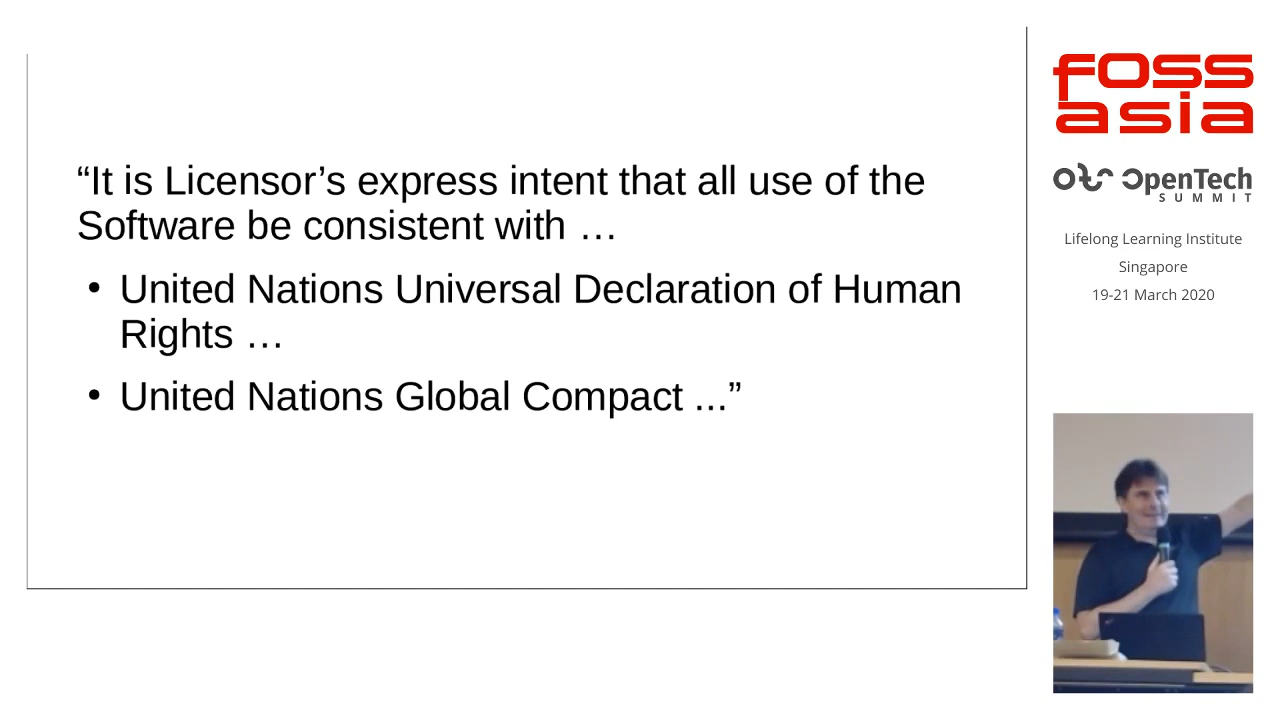 “It is Licensor’s express intent that all use of the
Software be consistent with …
• United Nations Universal Declaration of Human
Rights …
• United Nations Global Compact ...”
foss
asia
OpenTech
SUMMIT
Lifelong Learning Institute
Singapore
19-21 March 2020